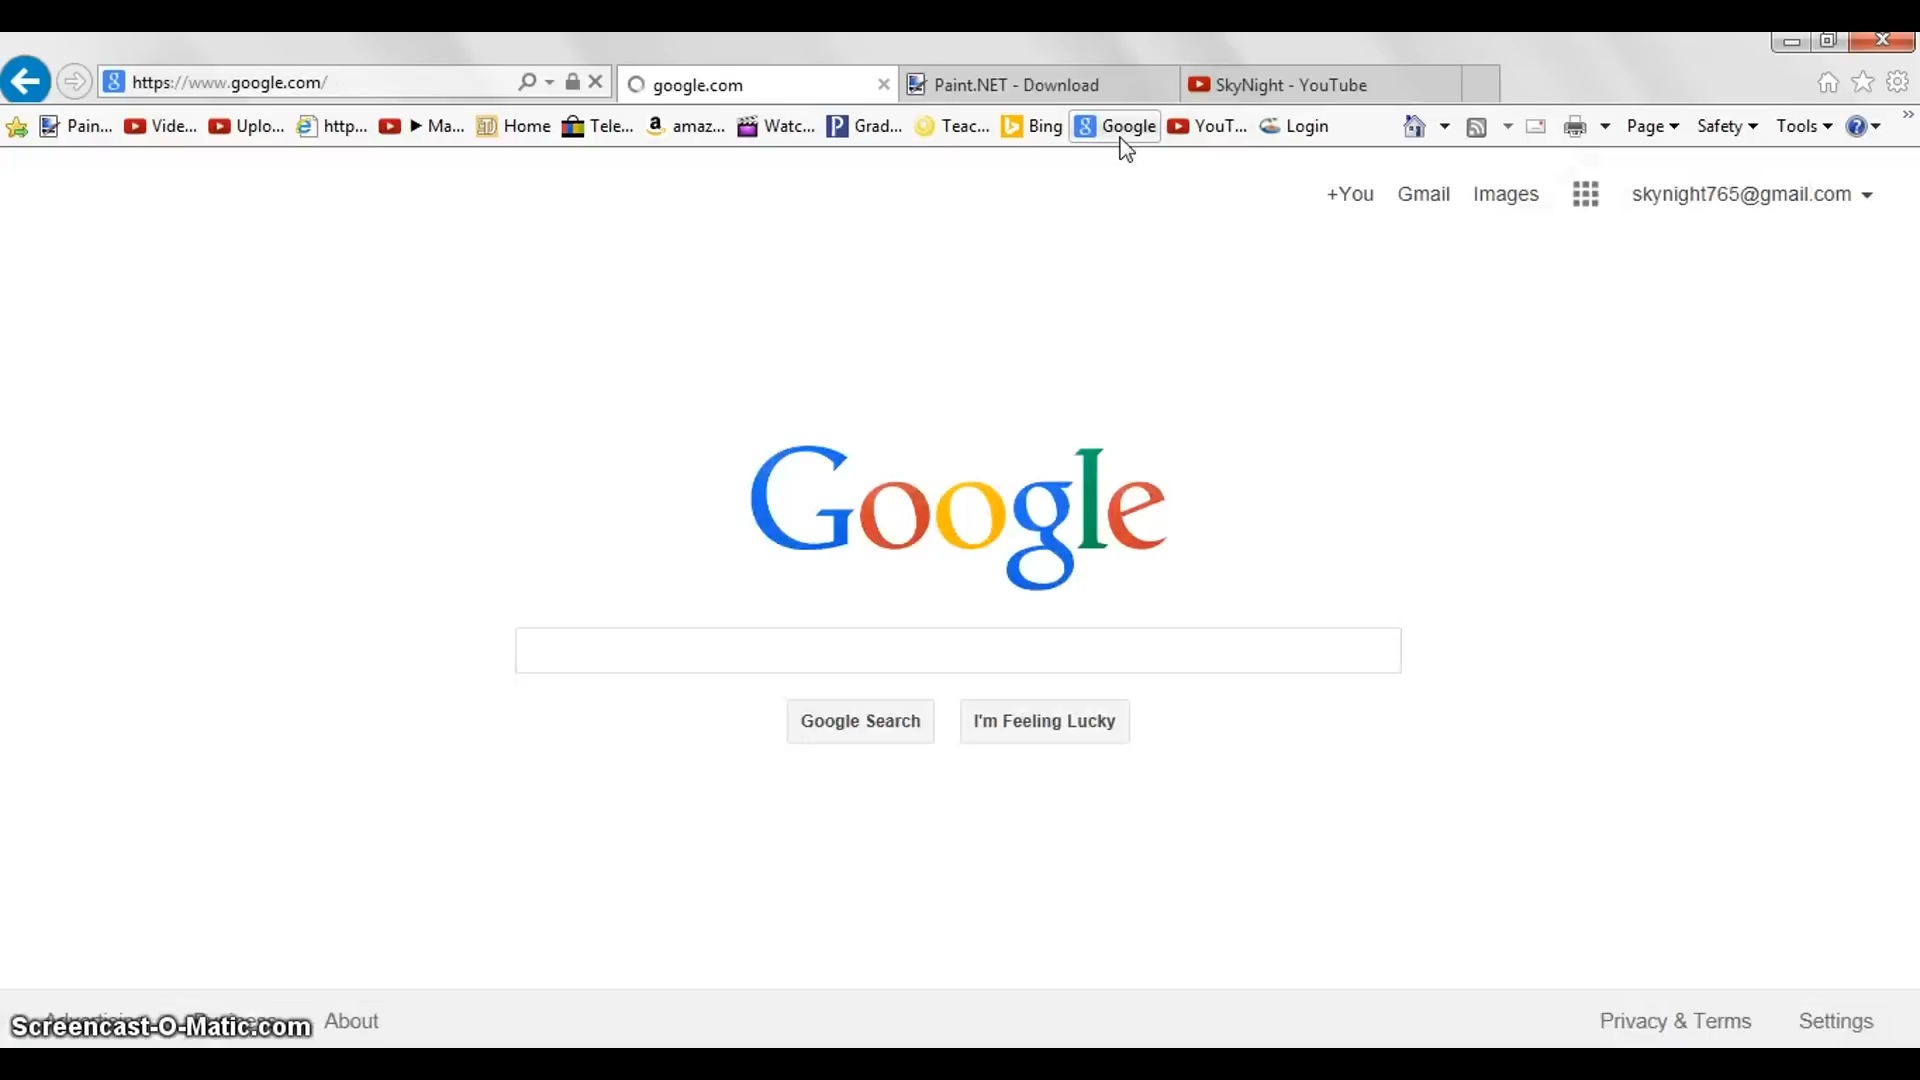 https://www.google.com/
google.com
Paint.NET - Download
SkyNight - YouTube
Pain...
Vide...
Uplo...
http...
Ma...
Home
Tele...
amaz...
Watc...
Grad...
Teac...
Bing
Google
YouT...
Login
Page
Safety
Tools
+You
Gmail
Images
skynight765@gmail.com
Google
Google Search
I'm Feeling Lucky
Screencast-O-Matic.com
About
Privacy & Terms
Settings